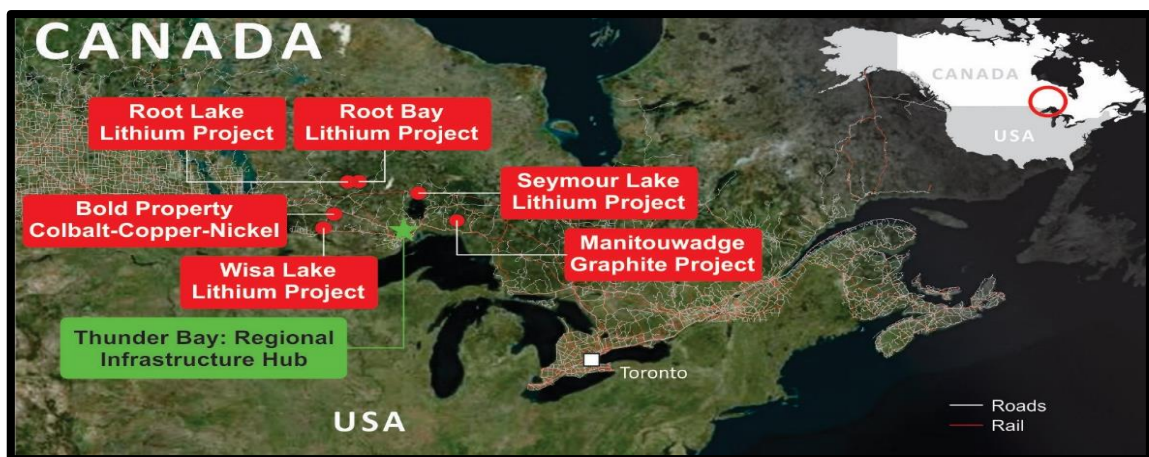 CANADA
CANADA
USA
Root Lake
Lithium Project
Root Bay
Lithium Project
Seymour Lake
Lithium Project
Bold Property
Colbalt-Copper-Nickel
Manitouwadge
Graphite Project
Wisa Lake
Lithium Project
Thunder Bay: Regional
Infrastructure Hub
Toronto
USA
Roads
Rail